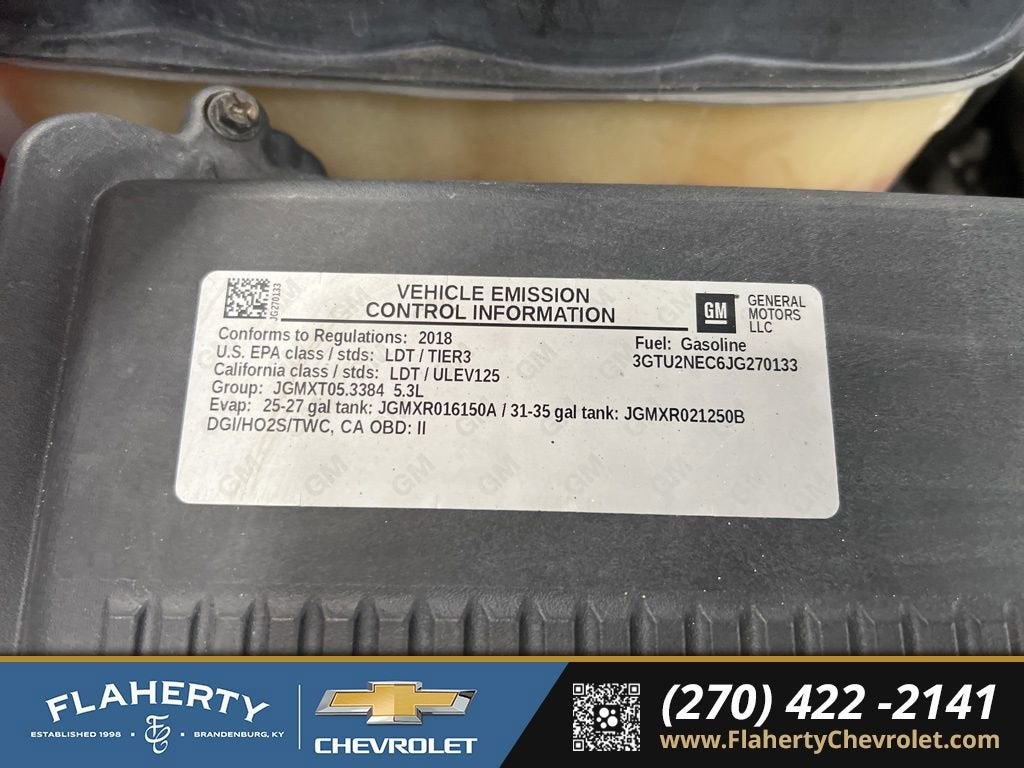 JG270133
VEHICLE EMISSION
CONTROL INFORMATION
GM
GENERAL
MOTORS
LLC
Conforms to Regulations: 2018
Fuel: Gasoline
U.S. EPA class / stds: LDT / TIER3
3GTU2NEC6JG270133
California class / stds: LDT / ULEV125
Group: JGMXT05.3384 5.3L
Evap: 25-27 gal tank: JGMXR016150A / 31-35 gal tank: JGMXR021250B
DGI/HO2S/TWC, CA OBD: II
FLAHERTY
ESTABLISHED 1998 • BRANDENBURG, KY
CHEVROLET
(270) 422 -2141
www.FlahertyChevrolet.com